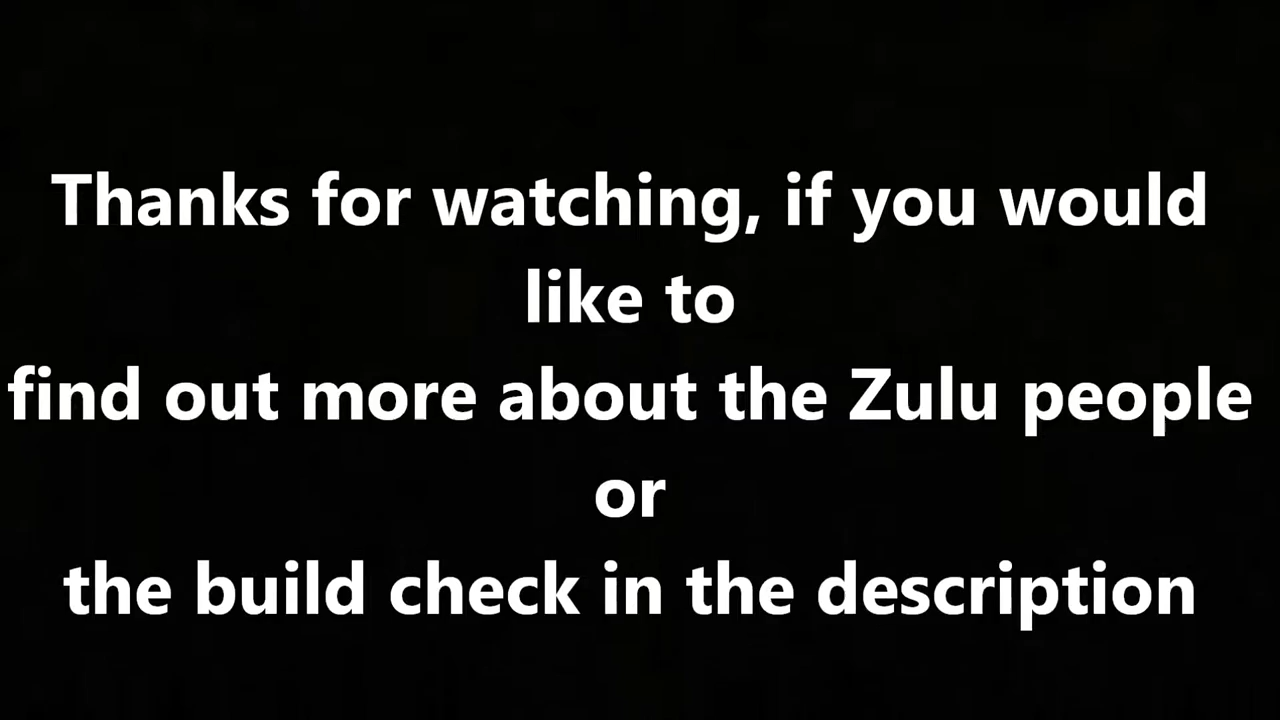 Thanks for watching, if you would
like to
find out more about the Zulu people
or
the build check in the description